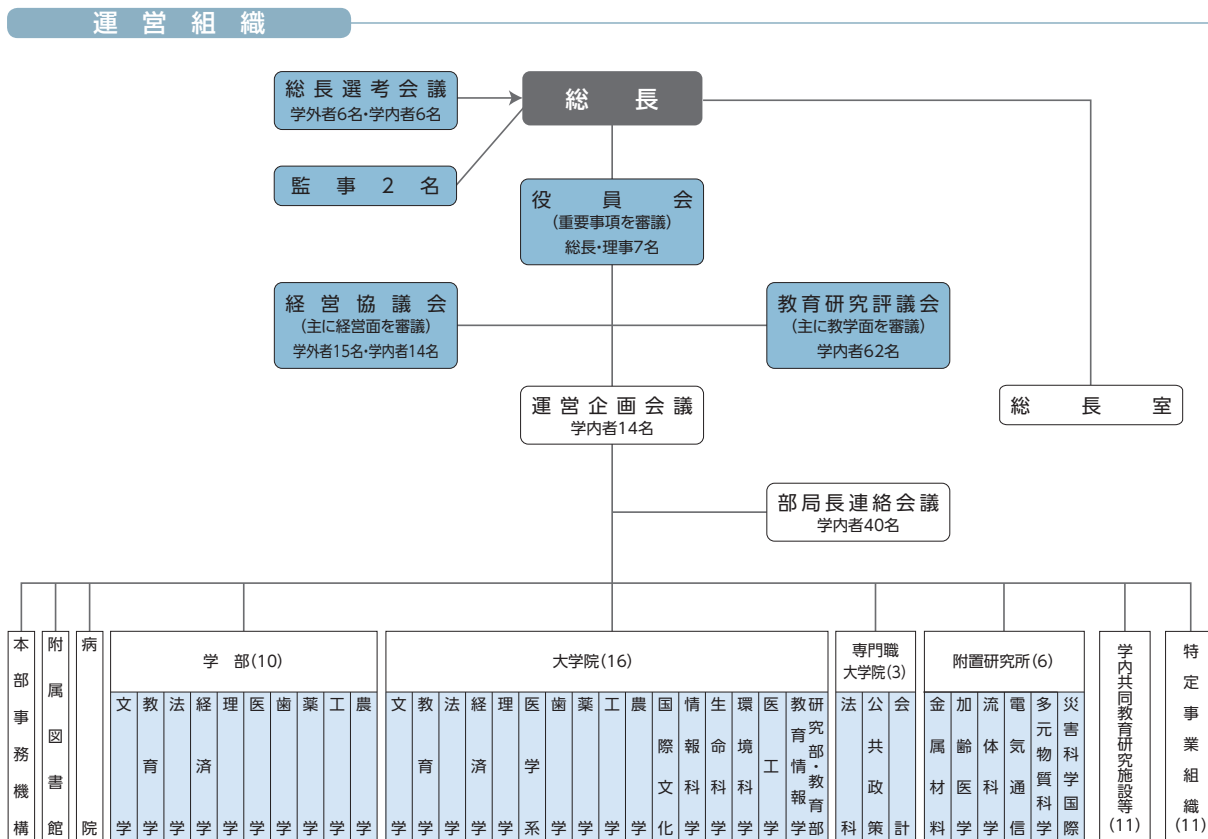 運営組織
総長選考会議
学外者6名・学内者6名
総長
監事2名
役員会
(重要事項を審議)
総長・理事7名
経営協議会
(主に経営面を審議)
学外者15名・学内者14名
教育研究評議会
(主に教学面を審議)
学内者62名
運営企画会議
学内者14名
総長室
部局長連絡会議
学内者40名
本部事務機構
附属図書館
病院
学部(10)
文学
教育学
法学
経済学
理学
医学
歯学
薬学
工学
農学
大学院(16)
文学
教育学
法学
経済学
理学
医学系
歯学
薬学
工学
農学
国際文化
情報科学
生命科学
環境科学
医工学
教育情報学
研究部・教育部
専門職
大学院(3)
法科
公共政策
会計
附置研究所(6)
金属材料
加齢医学
流体科学
電気通信
多元物質科学
災害科学国際
学内共同教育研究施設等(11)
特定事業組織(11)